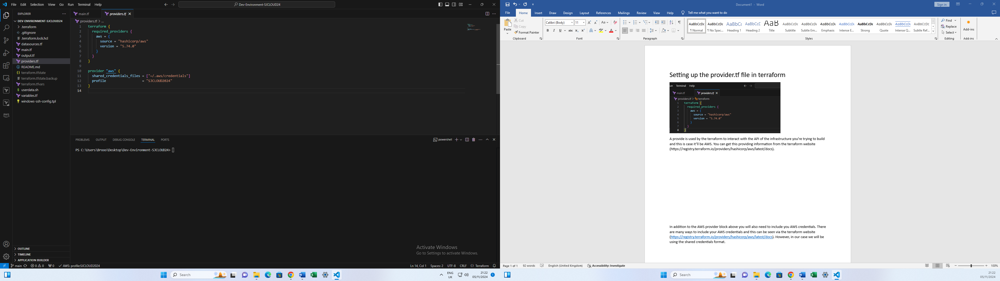 File Edit Selection View Go Run Terminal Help
Dev-Environment-SJCLOUD24
EXPLORER
DEV-ENVIRONMENT-SJCLOUD24
.terraform
.gitignore
.terraform.lock.hcl
datasources.tf
main.tf
output.tf
providers.tf
README.md
terraform.tfstate
terraform.tfstate.backup
terraform.tfvars
userdata.sh
variables.tf
windows-ssh-config.tpl
aws
OUTLINE
TIMELINE
APPLICATION BUILDER
main.tf providers.tf
providers.tf > ...
1 terraform {
2 required_providers {
3 aws = {
4 source = "hashicorp/aws"
5 version = "5.74.0"
6 }
7 }
8 }
9
10 provider "aws" {
11 shared_credentials_files = ["~/.aws/credentials"]
12 profile = "SJCLOUD2024"
13 }
14
PROBLEMS OUTPUT DEBUG CONSOLE TERMINAL PORTS
powershell
PS C:\Users\Brooo\Desktop\Dev-Environment-SJCLOUD24>
Activate Windows
Go to Settings to activate Windows.
main 0 0 0 AWS: profile:SJCLOUD2024
Ln 14, Col 1 Spaces: 2 UTF-8 CRLF {} Terraform
Search
ENG
UK
21:22
05/11/2024
1
Document1 - Word
Sign in
File Home Insert Draw Design Layout References Mailings Review View Help Tell me what you want to do
Paste
Cut
Copy
Format Painter
Clipboard
Calibri (Body) 11
Font
Paragraph
¶ Normal ¶ No Spac... Heading 1 Heading 2 Title Subtitle Subtle Em... Emphasis Intense E... Strong Quote Intense Q... Subtle Ref...
Styles
Find
Replace
Select
Editing
Add-ins
Add-ins
Setting up the provider.tf file in terraform
un Terminal Help
main.tf providers.tf
providers.tf > terraform
1 terraform {
2 required_providers {
3 aws = {
4 source = "hashicorp/aws"
5 version = "5.74.0"
6 }
7 }
8 }
A provide is used by the terraform to interact with the API of the infrastructure you're trying to build
and this is case it'll be AWS. You can get this providing information from the terraform website
(https://registry.terraform.io/providers/hashicorp/aws/latest/docs).
In addition to the AWS provider block above you will also need to include you AWS credentials. There
are many ways to include your AWS credentials and this can be seen via the terraform website
(https://registry.terraform.io/providers/hashicorp/aws/latest/docs). However, in our case we will be
using the shared credentials format.
Page 1 of 1 92 words English (United Kingdom) Accessibility: Investigate
100%
Search
21:22
05/11/2024